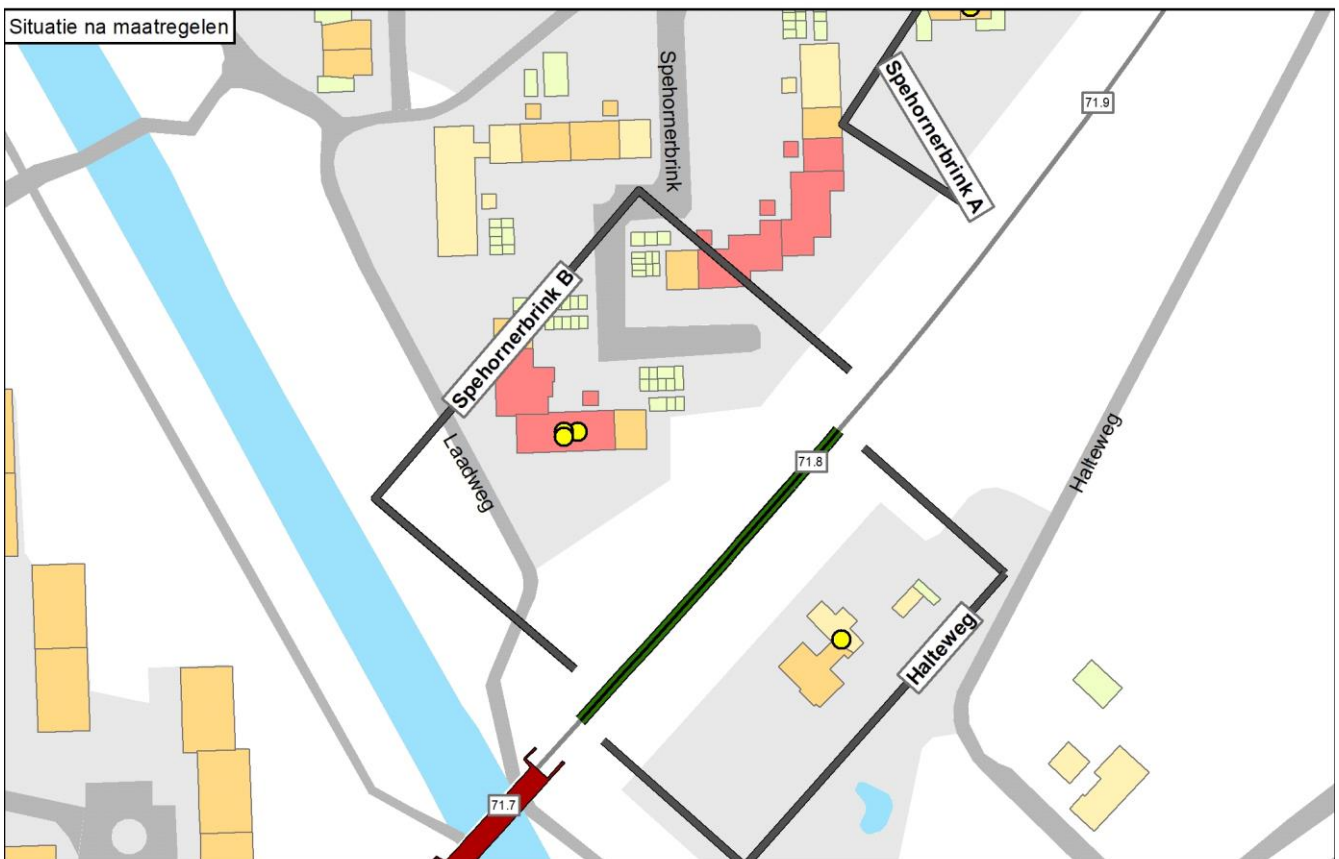 Situatie na maatregelen
Spehornerbrink
Spehornerbrink A
71.9
Spehornerbrink B
Laadweg
71.8
Halteweg
Halteweg
71.7